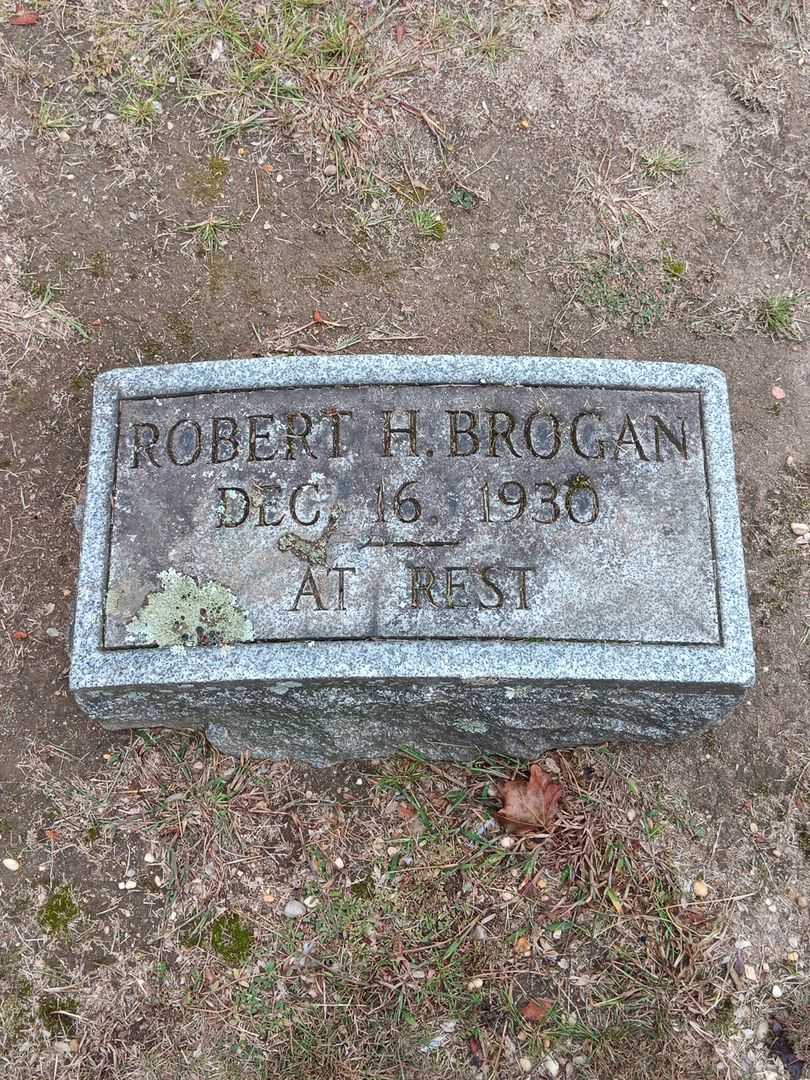 ROBERT H. BROGAN
DEC. 16. 1930
AT REST